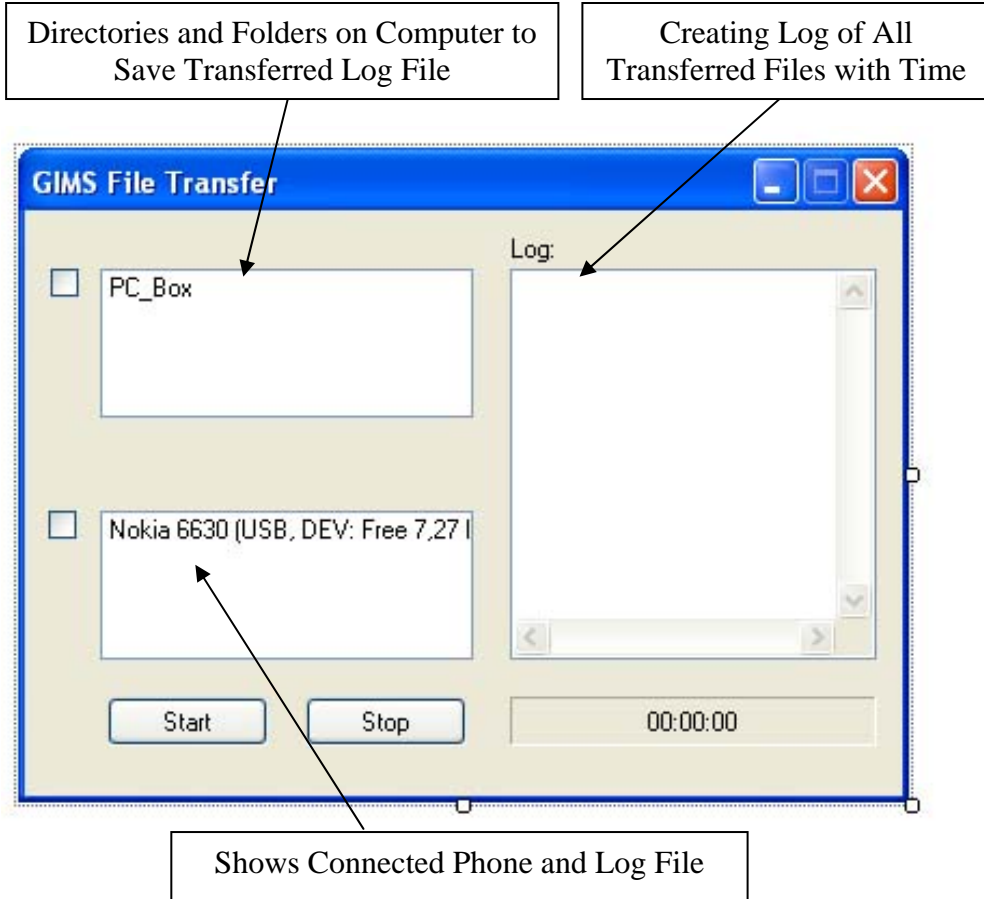 Directories and Folders on Computer to
Save Transferred Log File
Creating Log of All
Transferred Files with Time
GIMS File Transfer
Log:
PC_Box
Nokia 6630 (USB, DEV: Free 7,27
Start
Stop
00:00:00
Shows Connected Phone and Log File